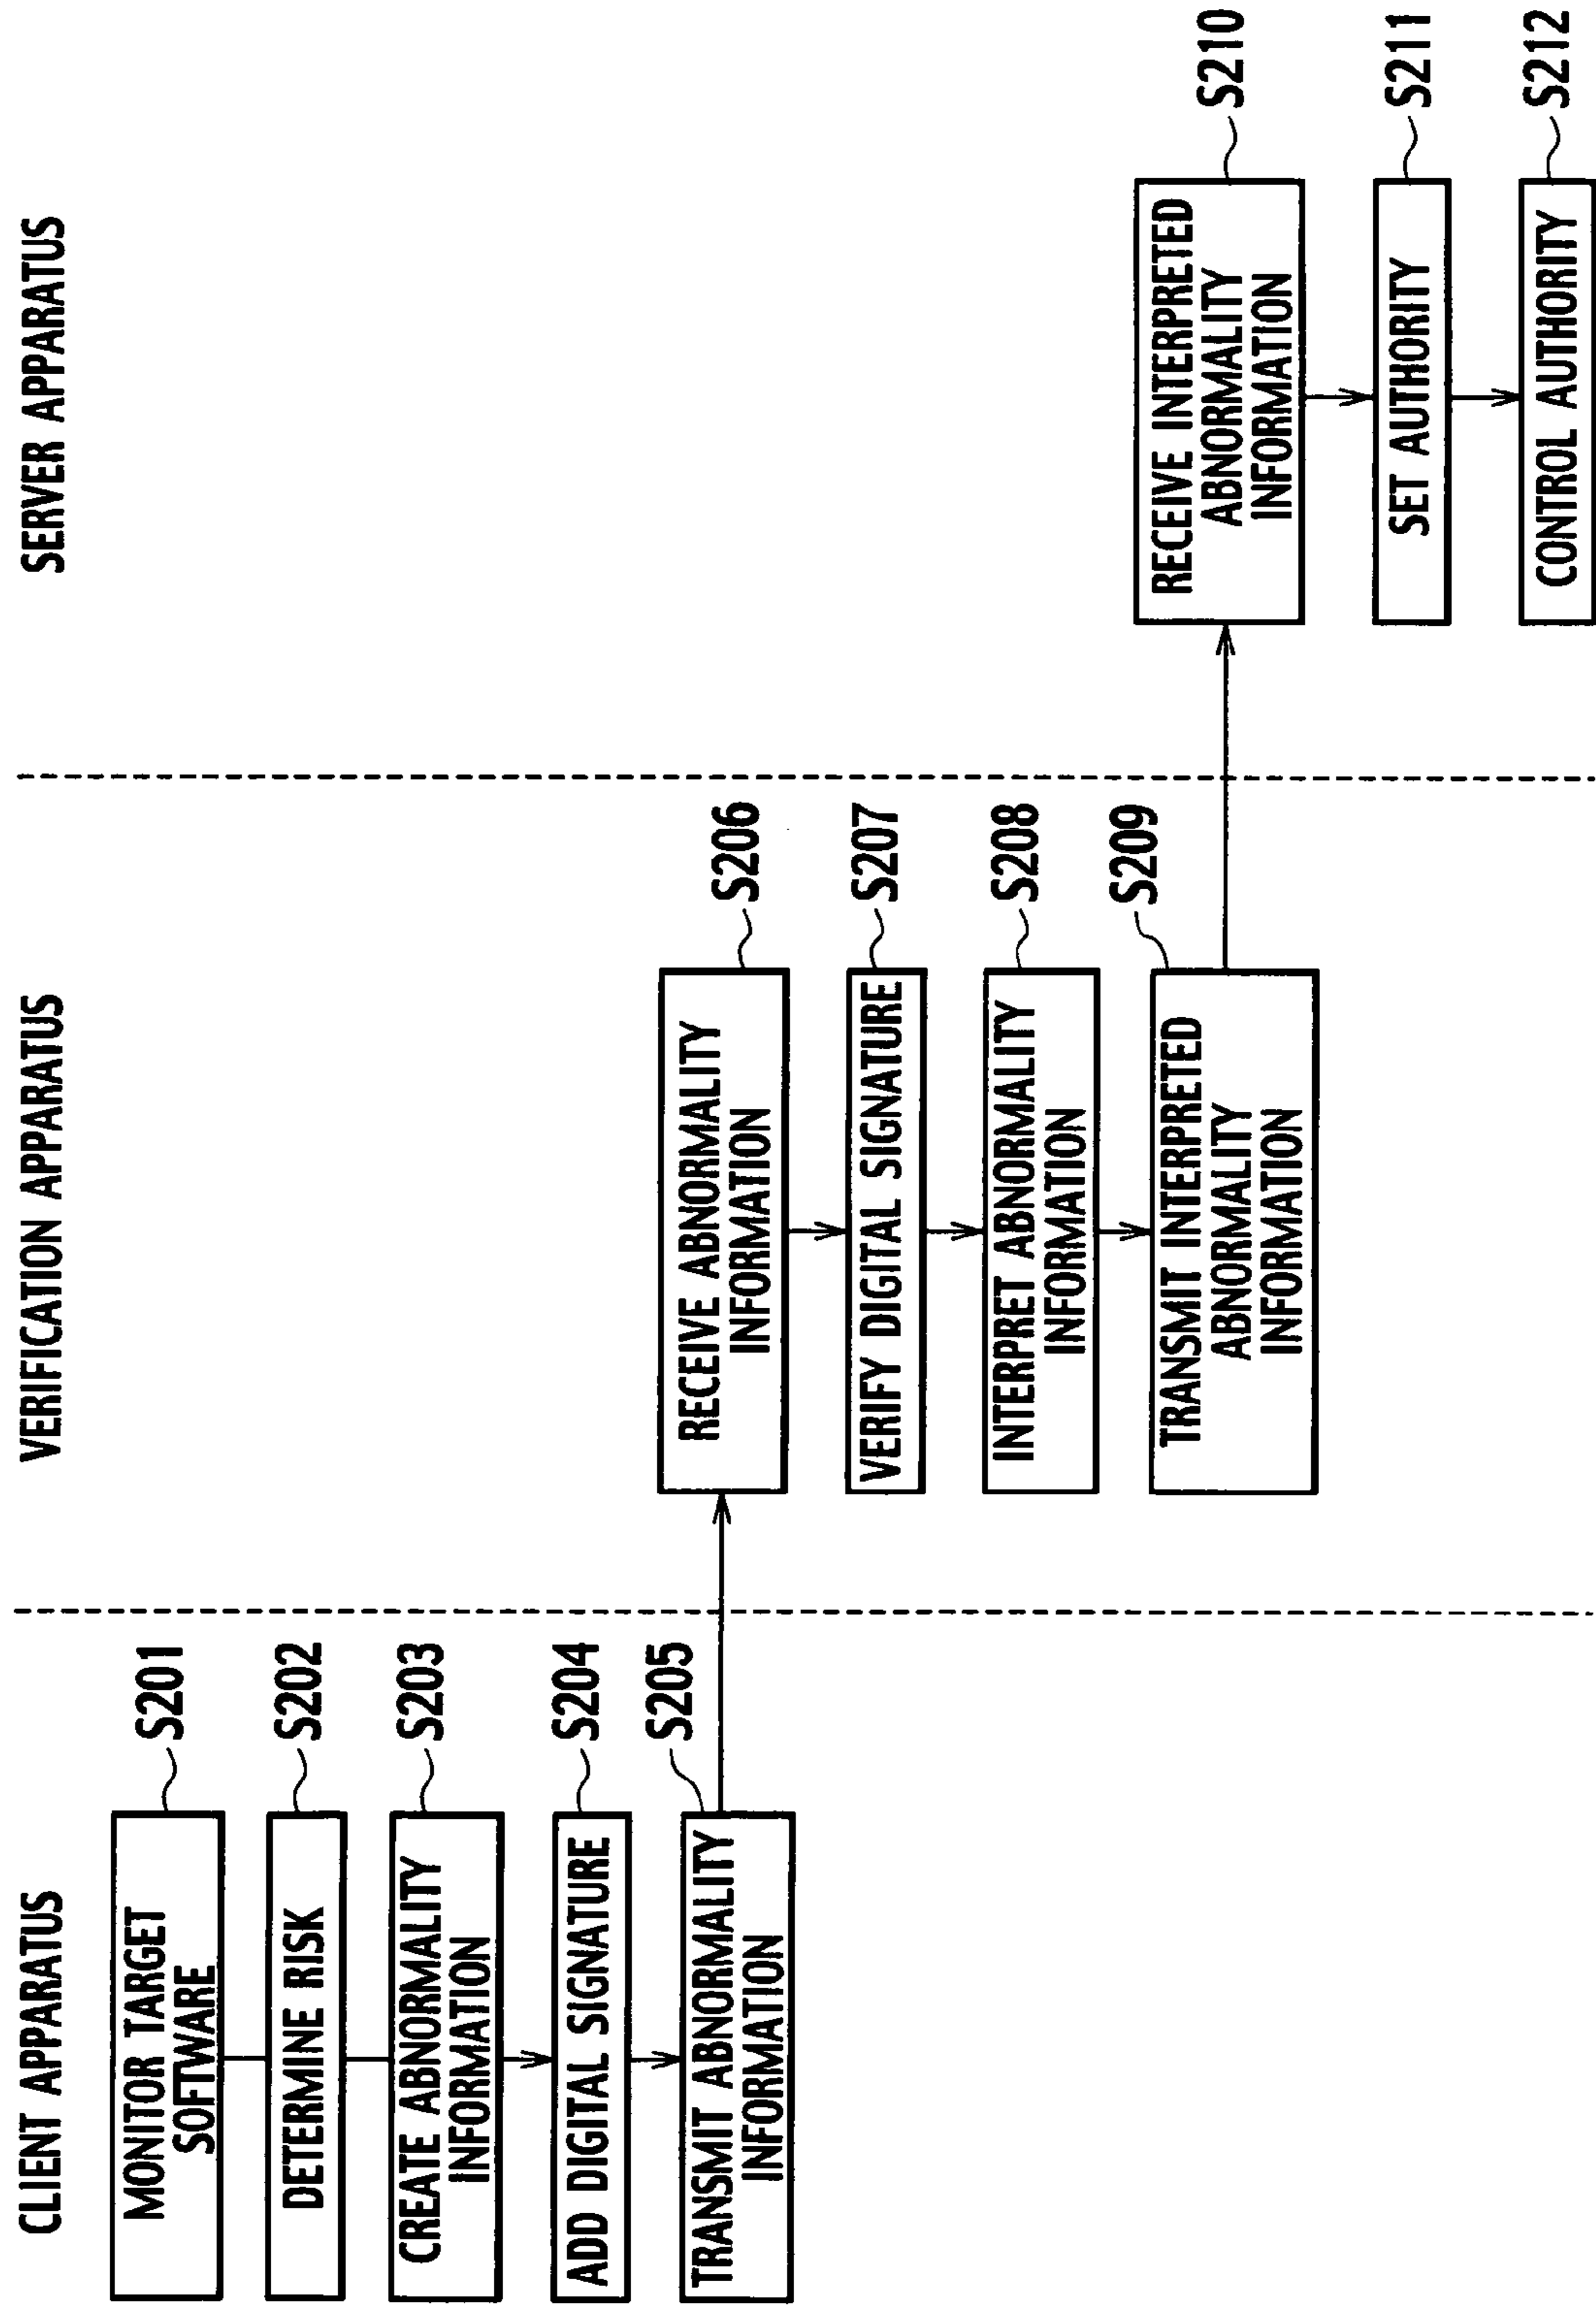 CLIENT APPARATUS
MONITOR TARGET
SOFTWARE
S201
DETERMINE RISK
S202
CREATE ABNORMALITY
INFORMATION
S203
ADD DIGITAL SIGNATURE
S204
TRANSMIT ABNORMALITY
INFORMATION
S205
VERIFICATION APPARATUS
RECEIVE ABNORMALITY
INFORMATION
S206
VERIFY DIGITAL SIGNATURE
S207
INTERPRET ABNORMALITY
INFORMATION
S208
TRANSMIT INTERPRETED
ABNORMALITY
INFORMATION
S209
SERVER APPARATUS
RECEIVE INTERPRETED
ABNORMALITY
INFORMATION
S210
SET AUTHORITY
S211
CONTROL AUTHORITY
S212